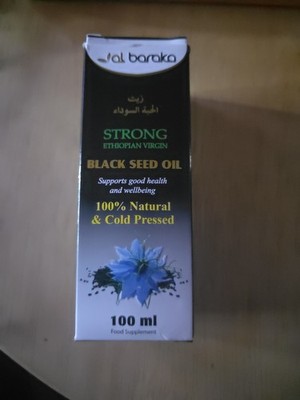 al baraka
زيت
الحبة السوداء
STRONG
ETHIOPIAN VIRGIN
BLACK SEED OIL
Supports good health
and wellbeing
100% Natural
& Cold Pressed
100 ml
Food Supplement